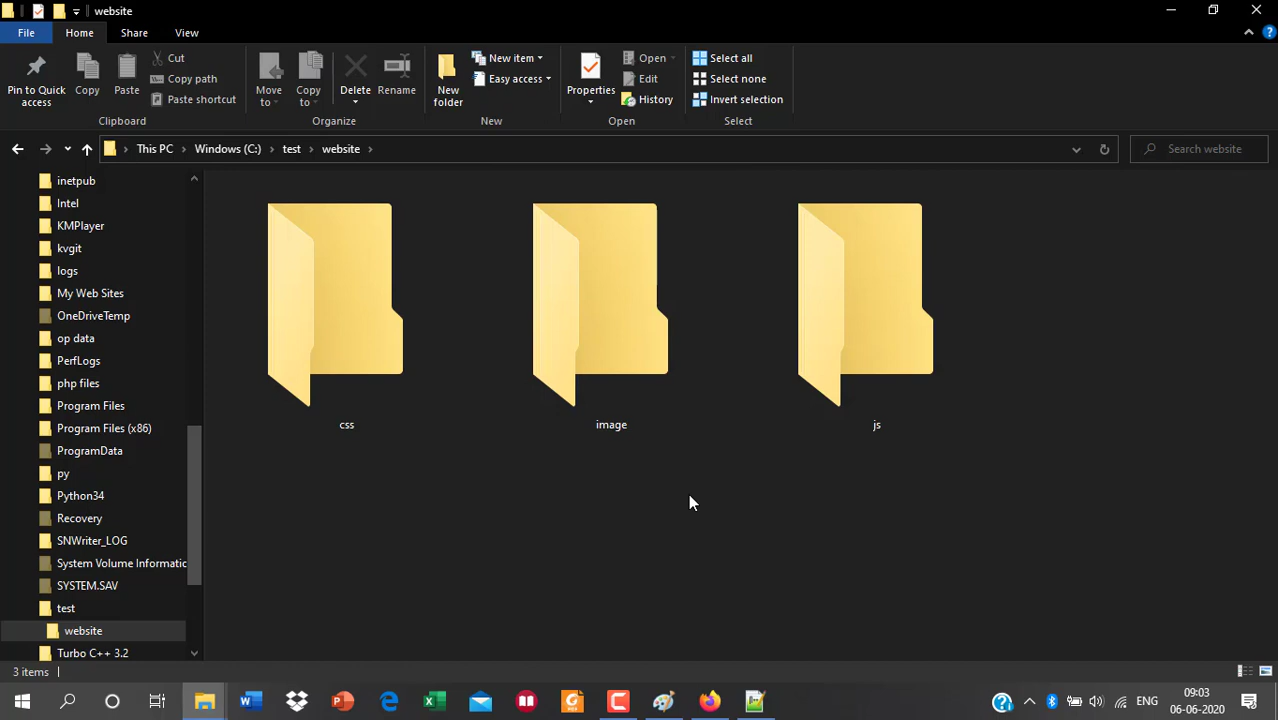 website
File Home Share View
Pin to Quick access
Copy
Paste
Cut
Copy path
Paste shortcut
Clipboard
Move to
Copy to
Delete
Rename
Organize
New folder
New item
Easy access
New
Properties
Open
Edit
History
Open
Select all
Select none
Invert selection
Select
This PC > Windows (C:) > test > website >
Search website
inetpub
Intel
KMPlayer
kvgit
logs
My Web Sites
OneDriveTemp
op data
PerfLogs
php files
Program Files
Program Files (x86)
ProgramData
py
Python34
Recovery
SNWriter_LOG
System Volume Informatic
SYSTEM.SAV
test
website
Turbo C++ 3.2
css
image
js
3 items
ENG
09:03
06-06-2020